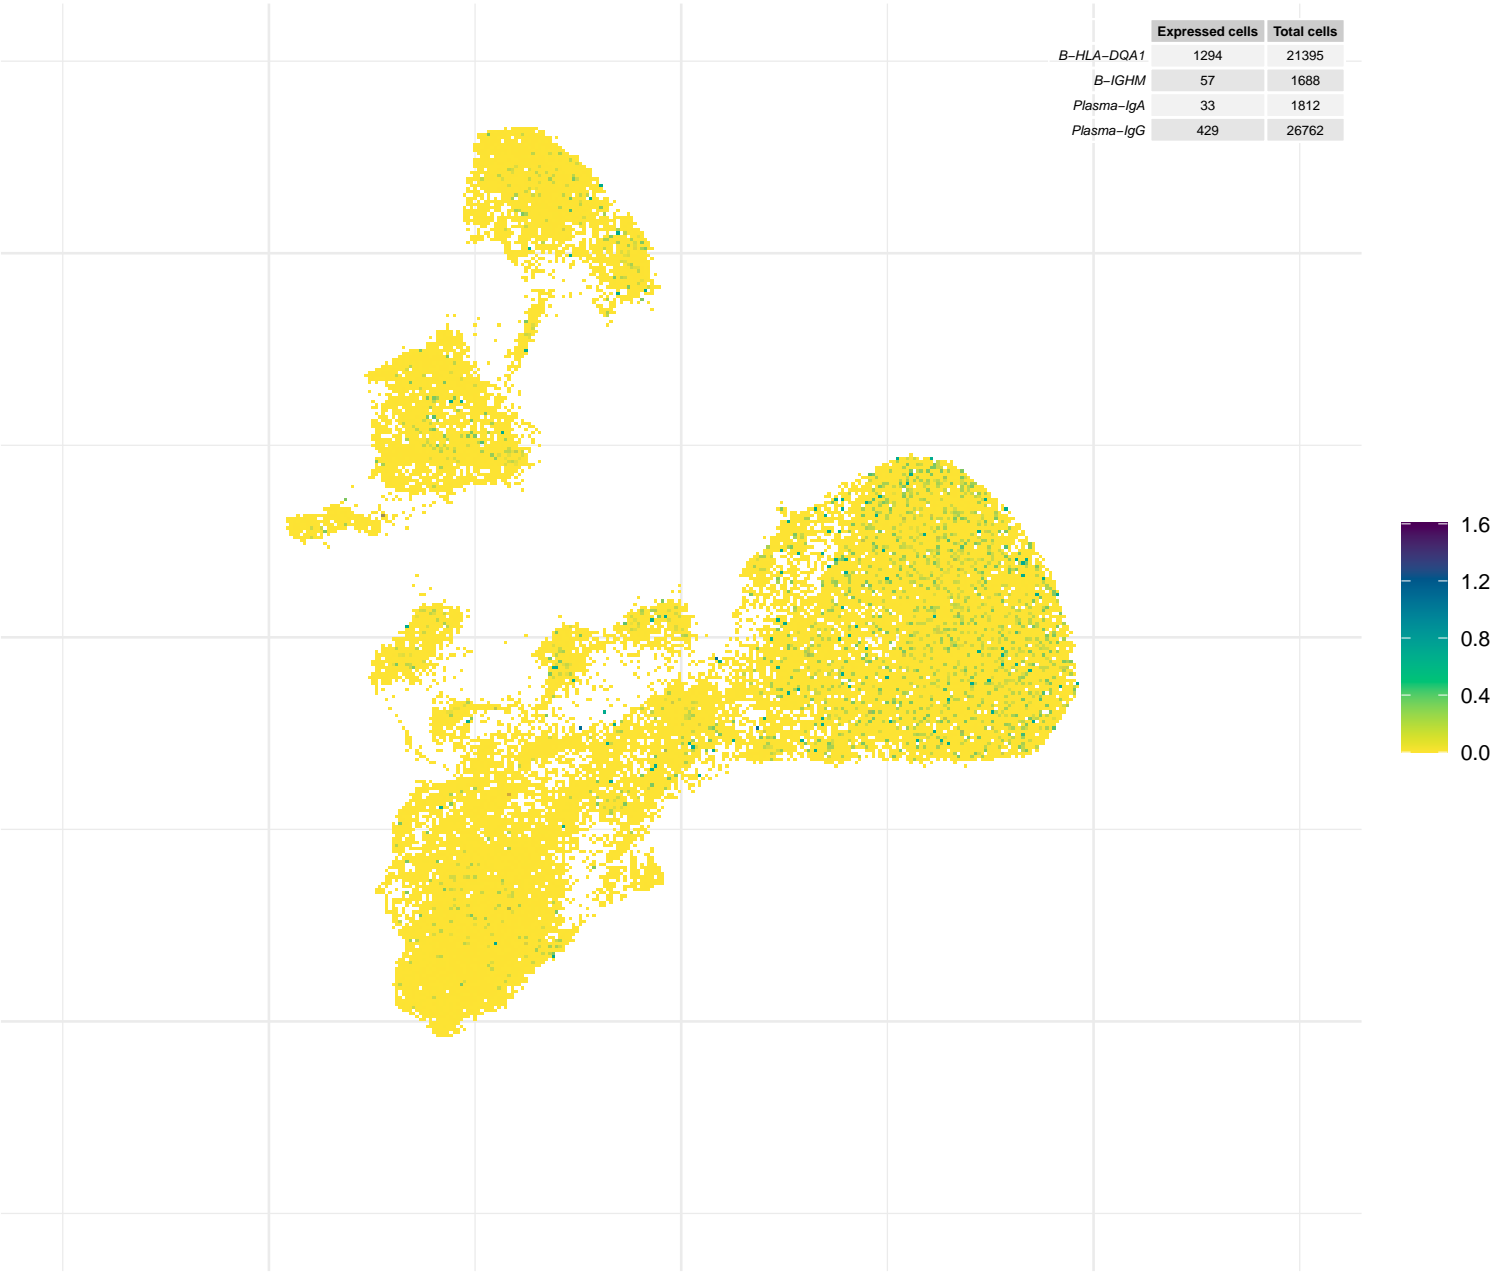 Expressed cells Total cells
B−HLA−DQA1 1294 21395
B−IGHM 57 1688
Plasma−IgA 33 1812
Plasma−IgG 429 26762
1.6
1.2
0.8
0.4
0.0